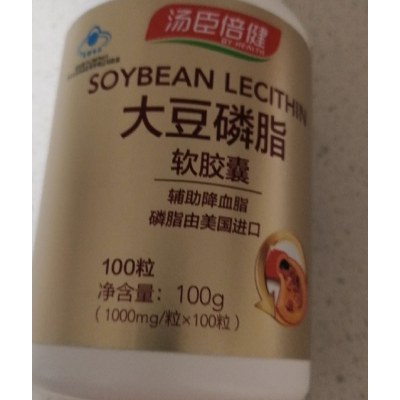 汤臣倍健
BY-HEALTH
SOYBEAN LECITHIN
大豆磷脂
软胶囊
辅助降血脂
磷脂由美国进口
100粒
净含量：100g
（1000mg/粒×100粒）